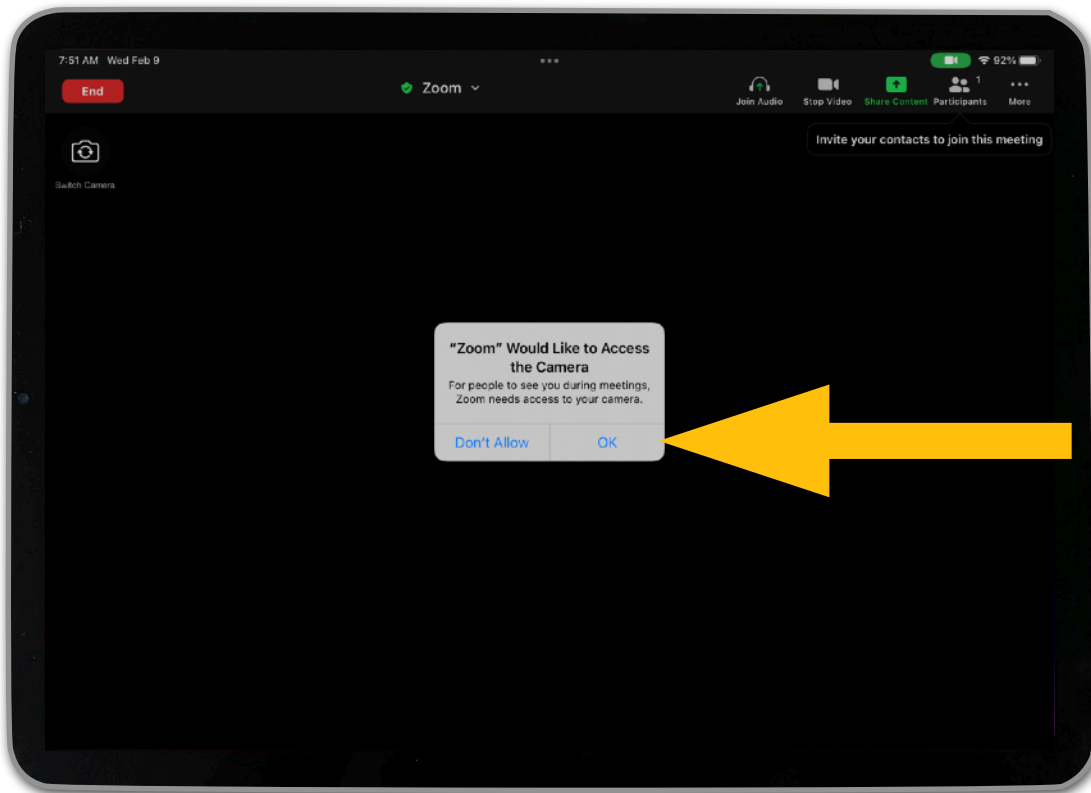 7:51 AM Wed Feb 9
92%
End
Zoom
Join Audio
Stop Video
Share Content
Participants
1
More
Invite your contacts to join this meeting
Switch Camera
"Zoom" Would Like to Access
the Camera
For people to see you during meetings,
Zoom needs access to your camera.
Don't Allow
OK